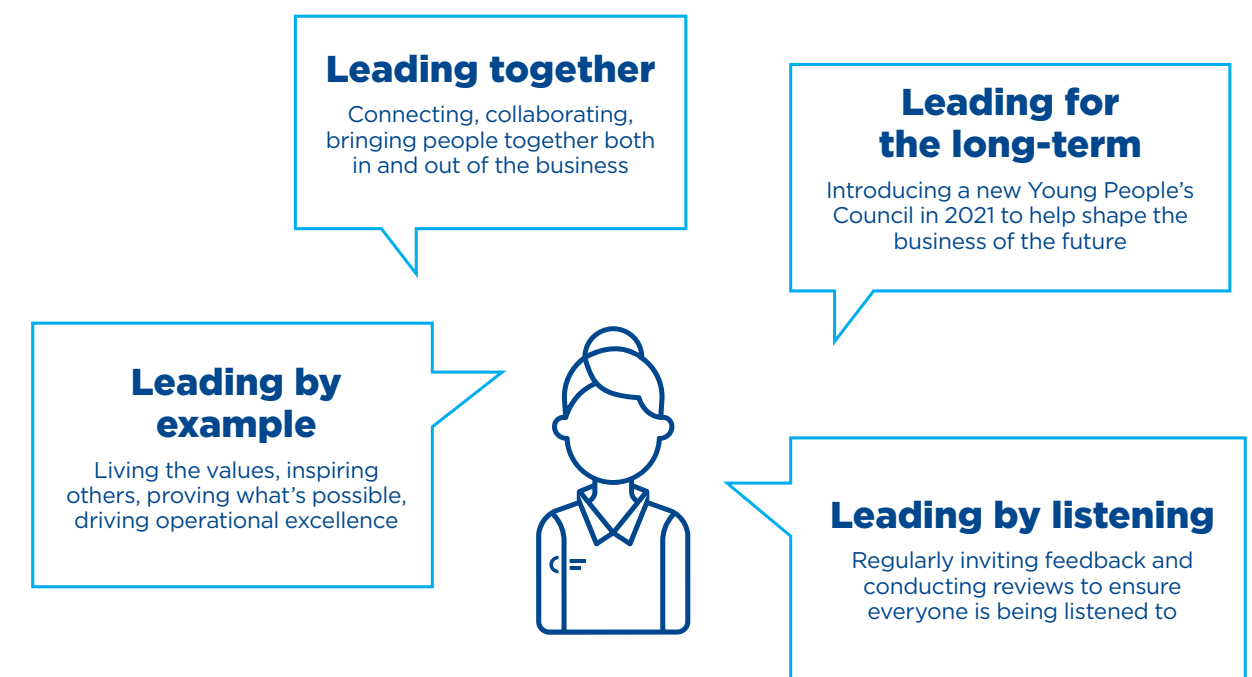 Leading together
Connecting, collaborating,
bringing people together both
in and out of the business
Leading for
the long-term
Introducing a new Young People’s
Council in 2021 to help shape the
business of the future
Leading by
example
Living the values, inspiring
others, proving what’s possible,
driving operational excellence
Leading by listening
Regularly inviting feedback and
conducting reviews to ensure
everyone is being listened to